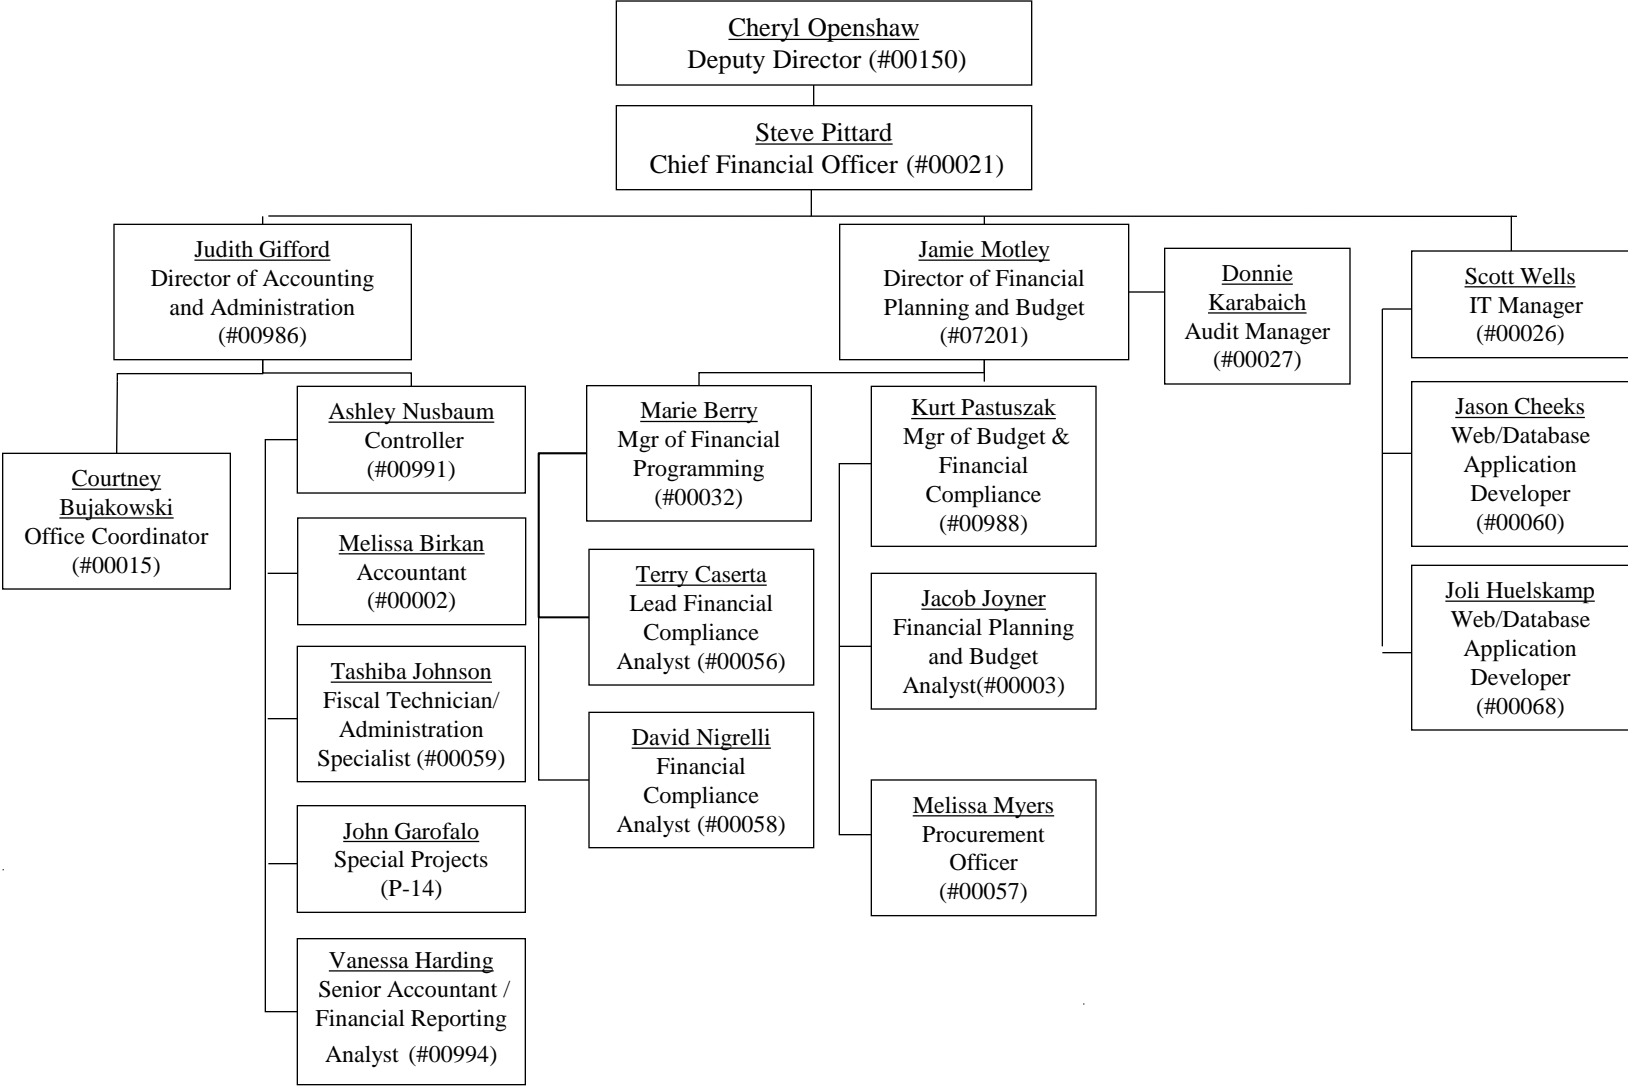 Cheryl Openshaw
Deputy Director (#00150)
Steve Pittard
Chief Financial Officer (#00021)
Judith Gifford
Director of Accounting
and Administration
(#00986)
Jamie Motley
Director of Financial
Planning and Budget
(#07201)
Donnie
Karabaich
Audit Manager
(#00027)
Scott Wells
IT Manager
(#00026)
Courtney
Bujakowski
Office Coordinator
(#00015)
Ashley Nusbaum
Controller
(#00991)
Melissa Birkan
Accountant
(#00002)
Tashiba Johnson
Fiscal Technician/
Administration
Specialist (#00059)
John Garofalo
Special Projects
(P-14)
Vanessa Harding
Senior Accountant /
Financial Reporting
Analyst (#00994)
Marie Berry
Mgr of Financial
Programming
(#00032)
Terry Caserta
Lead Financial
Compliance
Analyst (#00056)
David Nigrelli
Financial
Compliance
Analyst (#00058)
Kurt Pastuszak
Mgr of Budget &
Financial
Compliance
(#00988)
Jacob Joyner
Financial Planning
and Budget
Analyst(#00003)
Melissa Myers
Procurement
Officer
(#00057)
Jason Cheeks
Web/Database
Application
Developer
(#00060)
Joli Huelskamp
Web/Database
Application
Developer
(#00068)